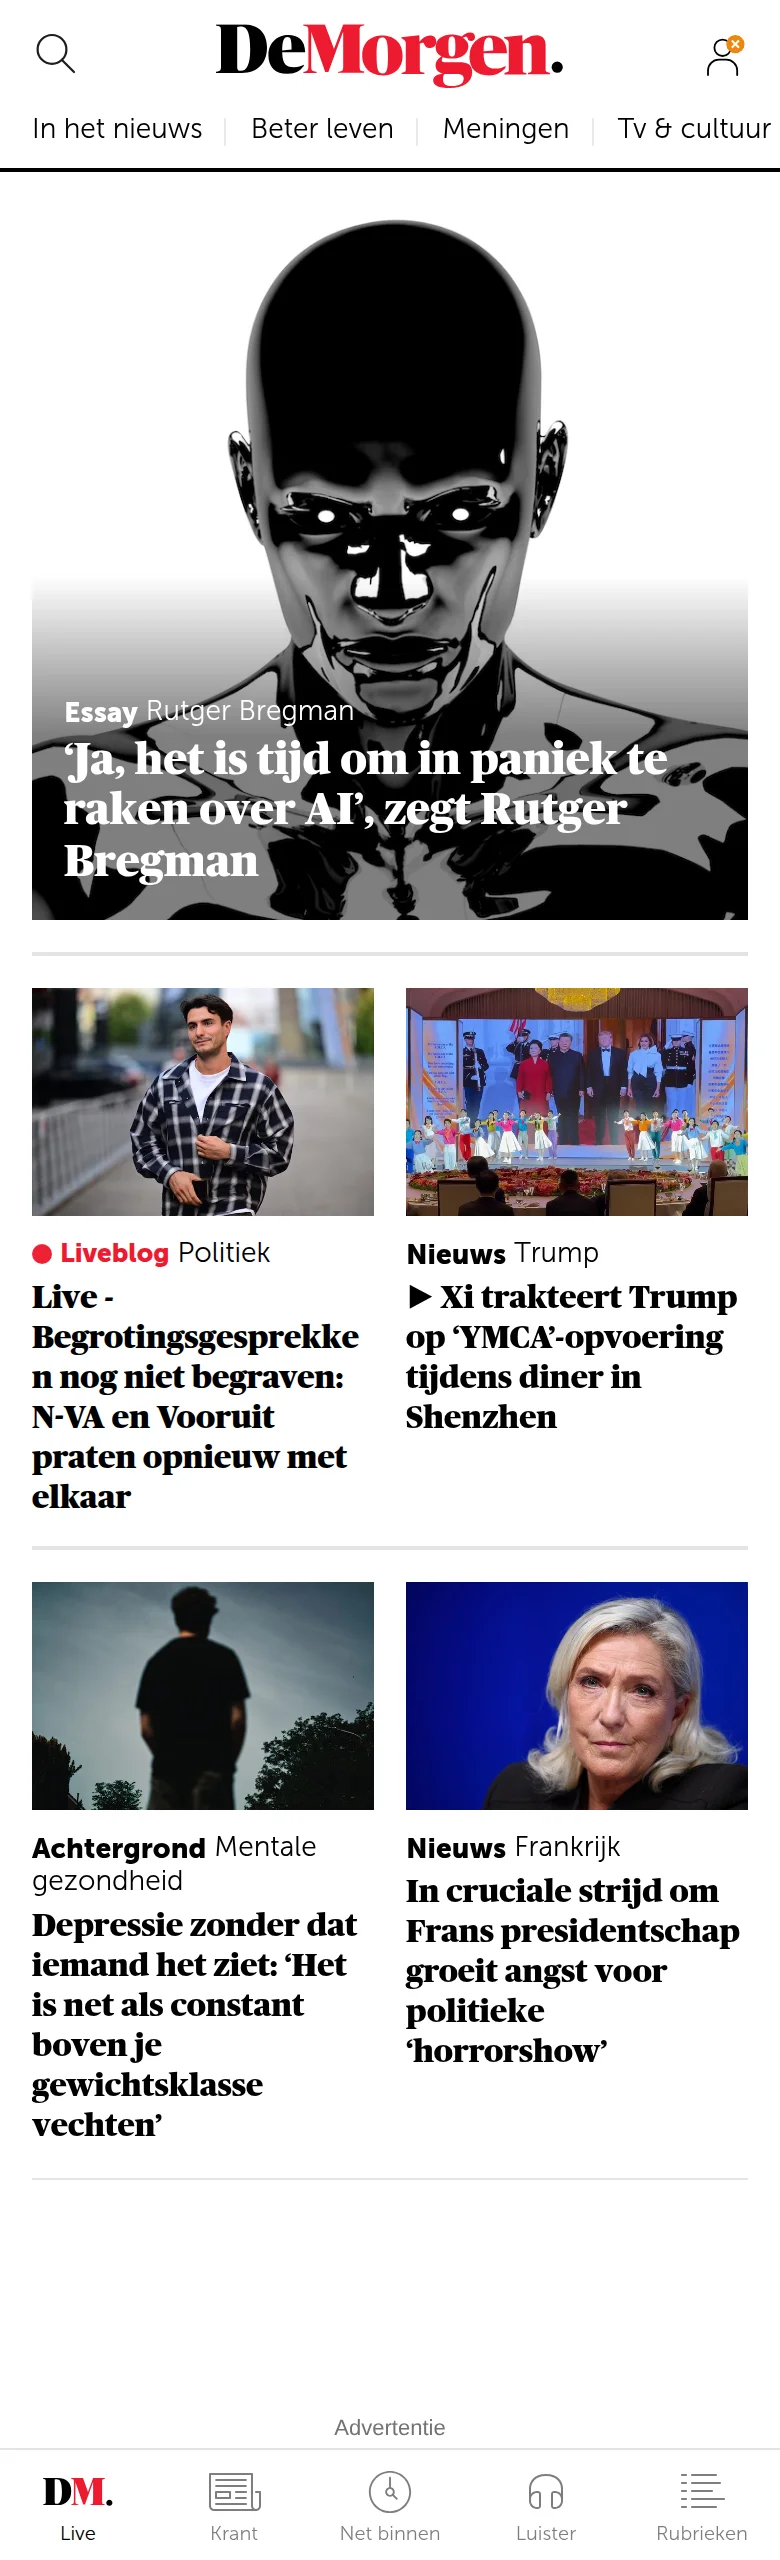 DeMorgen.
In het nieuws
Beter leven
Meningen
Tv & cultuur
Essay Rutger Bregman
‘Ja, het is tijd om in paniek te
raken over AI’, zegt Rutger
Bregman
Liveblog Politiek
Live -
Begrotingsgesprekke
n nog niet begraven:
N-VA en Vooruit
praten opnieuw met
elkaar
Nieuws Trump
▶ Xi trakteert Trump
op ‘YMCA’-opvoering
tijdens diner in
Shenzhen
Achtergrond Mentale
gezondheid
Depressie zonder dat
iemand het ziet: ‘Het
is net als constant
boven je
gewichtsklasse
vechten’
Nieuws Frankrijk
In cruciale strijd om
Frans presidentschap
groeit angst voor
politieke
‘horrorshow’
Advertentie
DM.
Live
Krant
Net binnen
Luister
Rubrieken